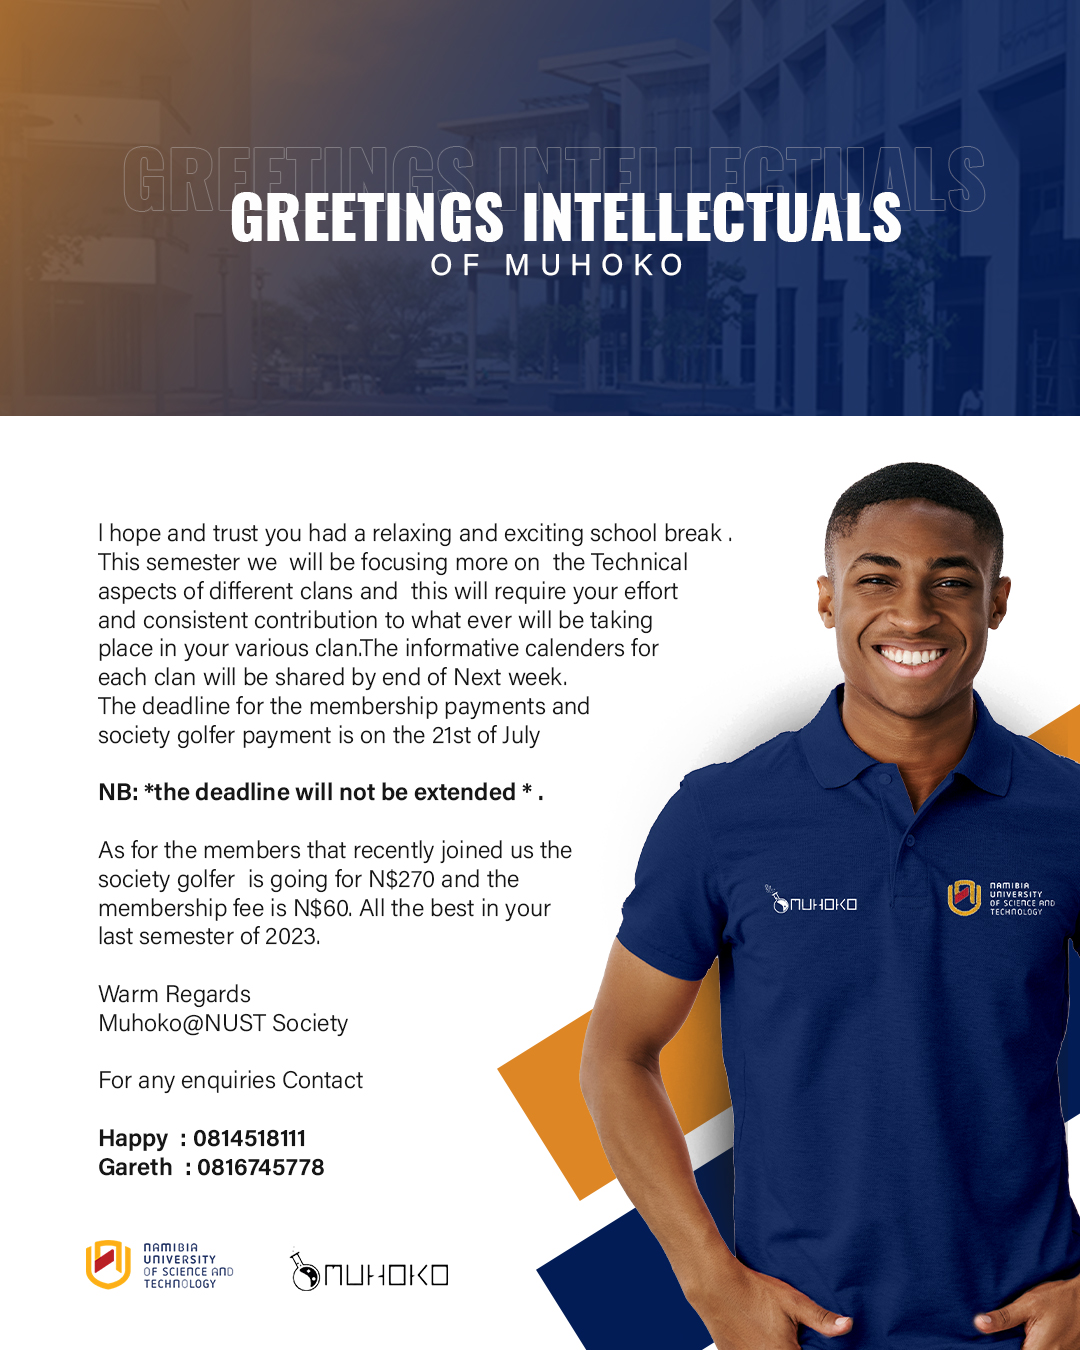 GREETINGS INTELLECTUALS
GREETINGS INTELLECTUALS
OF MUHOKO
I hope and trust you had a relaxing and exciting school break .
This semester we  will be focusing more on  the Technical
aspects of different clans and  this will require your effort
and consistent contribution to what ever will be taking
place in your various clan.The informative calenders for
each clan will be shared by end of Next week.
The deadline for the membership payments and
society golfer payment is on the 21st of July
NB: *the deadline will not be extended * .
As for the members that recently joined us the
society golfer  is going for N$270 and the
membership fee is N$60. All the best in your
last semester of 2023.
Warm Regards
Muhoko@NUST Society
For any enquiries Contact
Happy  : 0814518111
Gareth  : 0816745778
MUHOKO
NAMIBIA
UNIVERSITY
OF SCIENCE AND
TECHNOLOGY
NAMIBIA
UNIVERSITY
OF SCIENCE AND
TECHNOLOGY
MUHOKO